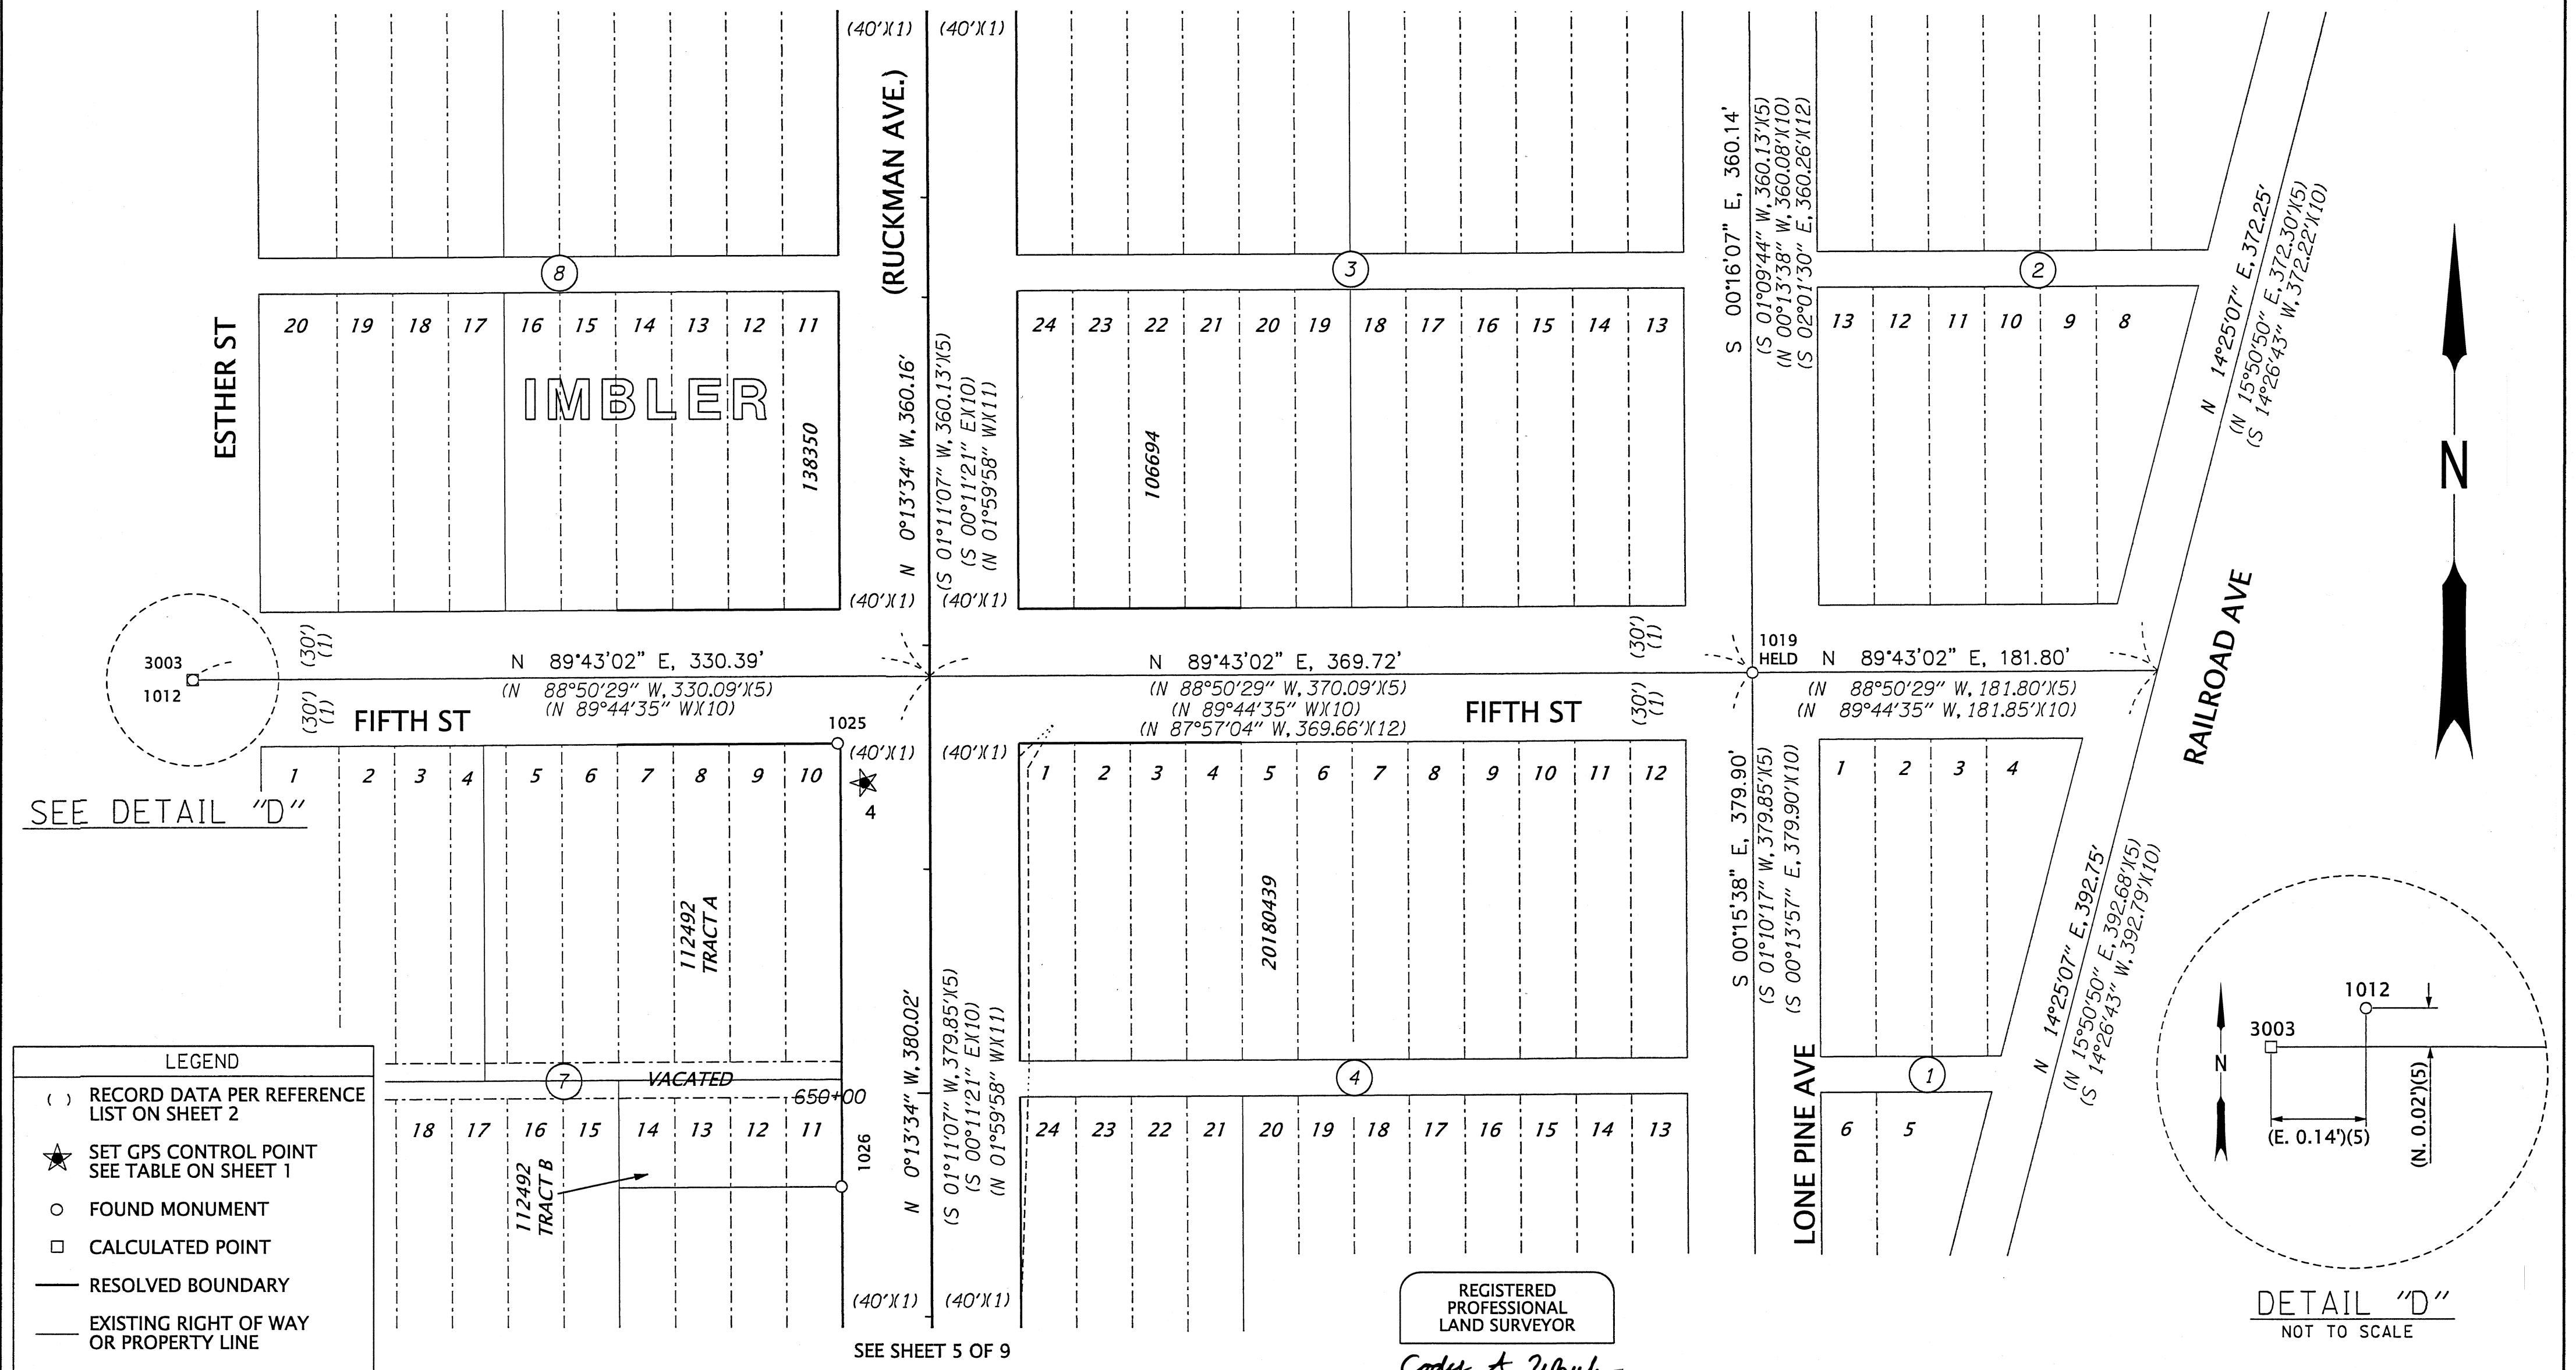 (40')(1) (40')(1)
(RUCKMAN AVE.)
S 00°16'07" E, 360.14'
(S 01°09'44" W, 360.13')(5)
(N 00°13'38" W, 360.08')(10)
(S 02°01'30" E, 360.26')(12)
N 14°25'07" E, 372.25'
(N 15°50'50" E, 372.30')(5)
(S 14°26'43" W, 372.22')(10)
8 3 2
20 19 18 17 16 15 14 13 12 11
24 23 22 21 20 19 18 17 16 15 14 13
13 12 11 10 9 8
ESTHER ST
IMBLER
138350
N 0°13'34" W, 360.16'
(S 01°11'07" W, 360.13')(5)
(S 00°11'21" E)(10)
(N 01°59'58" W)(11)
106694
N
RAILROAD AVE
(40')(1) (40')(1)
(30')
(1)
(30')
(1)
3003
1012
N 89°43'02" E, 330.39'
(N 88°50'29" W, 330.09')(5)
(N 89°44'35" W)(10)
N 89°43'02" E, 369.72'
(N 88°50'29" W, 370.09')(5)
(N 89°44'35" W)(10)
(N 87°57'04" W, 369.66')(12)
1019
HELD
N 89°43'02" E, 181.80'
(N 88°50'29" W, 181.80')(5)
(N 89°44'35" W, 181.85')(10)
(30')
(1)
(30')
(1)
FIFTH ST
FIFTH ST
1025
(40')(1) (40')(1)
SEE DETAIL "D"
1 2 3 4 5 6 7 8 9 10
4
1 2 3 4 5 6 7 8 9 10 11 12
1 2 3 4
112492
TRACT A
20180439
S 00°15'38" E, 379.90'
(S 01°10'17" W, 379.85')(5)
(S 00°13'57" E, 379.90')(10)
N 14°25'07" E, 392.75'
(N 15°50'50" E, 392.68')(5)
(S 14°26'43" W, 392.79')(10)
N 0°13'34" W, 380.02'
(S 01°11'07" W, 379.85')(5)
(S 00°11'21" E)(10)
(N 01°59'58" W)(11)
LONE PINE AVE
7 VACATED
650+00
4 1
18 17 16 15 14 13 12 11
24 23 22 21 20 19 18 17 16 15 14 13
6 5
112492
TRACT B
1026
(40')(1) (40')(1)
LEGEND
( ) RECORD DATA PER REFERENCE
LIST ON SHEET 2
SET GPS CONTROL POINT
SEE TABLE ON SHEET 1
FOUND MONUMENT
CALCULATED POINT
RESOLVED BOUNDARY
EXISTING RIGHT OF WAY
OR PROPERTY LINE
SEE SHEET 5 OF 9
REGISTERED
PROFESSIONAL
LAND SURVEYOR
1012
3003
N
(E. 0.14')(5)
(N. 0.02')(5)
DETAIL "D"
NOT TO SCALE